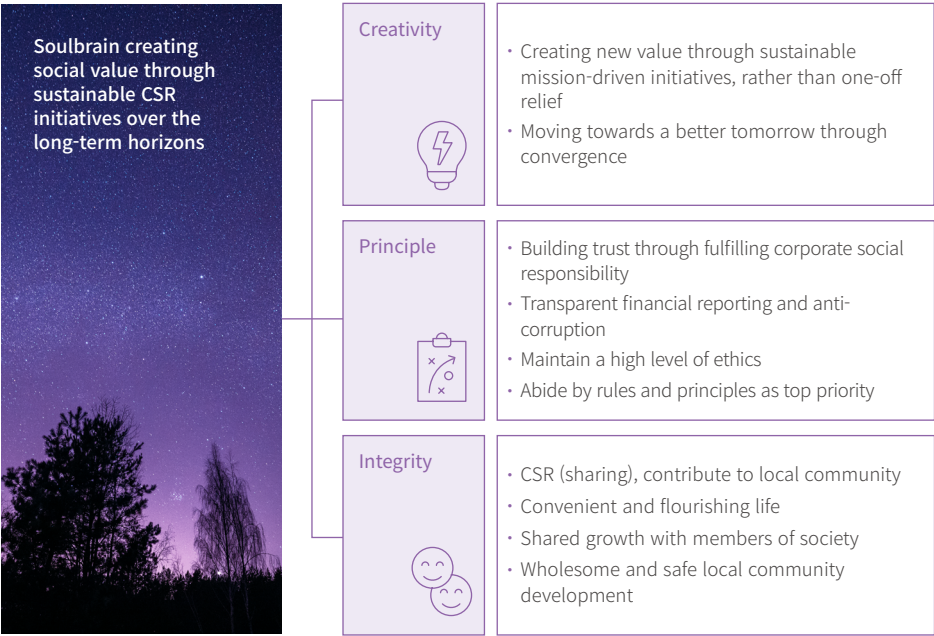 Soulbrain creating
social value through
sustainable CSR
initiatives over the
long-term horizons
Creativity
• Creating new value through sustainable
mission-driven initiatives, rather than one-off
relief
• Moving towards a better tomorrow through
convergence
Principle
• Building trust through fulfilling corporate social
responsibility
• Transparent financial reporting and anti-
corruption
• Maintain a high level of ethics
• Abide by rules and principles as top priority
Integrity
• CSR (sharing), contribute to local community
• Convenient and flourishing life
• Shared growth with members of society
• Wholesome and safe local community
development